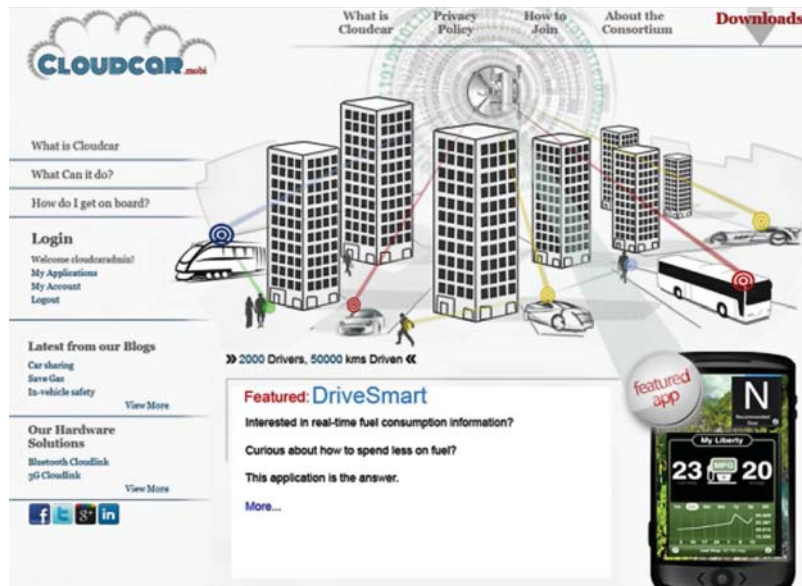 What is
Cloudcar
Privacy
Policy
How to
Join
About the
Consortium
Downloads
CLOUDCAR.mobi
What is Cloudcar
What Can it do?
How do I get on board?
Login
Welcome cloudcaradmin!
My Applications
My Account
Logout
Latest from our Blogs
Car sharing
Save Gas
In-vehicle safety
View More
Our Hardware
Solutions
Bluetooth Cloudlink
3G Cloudlink
View More
f t g+ in
» 2000 Drivers, 50000 kms Driven «
Featured: DriveSmart
Interested in real-time fuel consumption information?
Curious about how to spend less on fuel?
This application is the answer.
More...
featured
app
N
Recommended
Gear
My Liberty
23 MPG 20